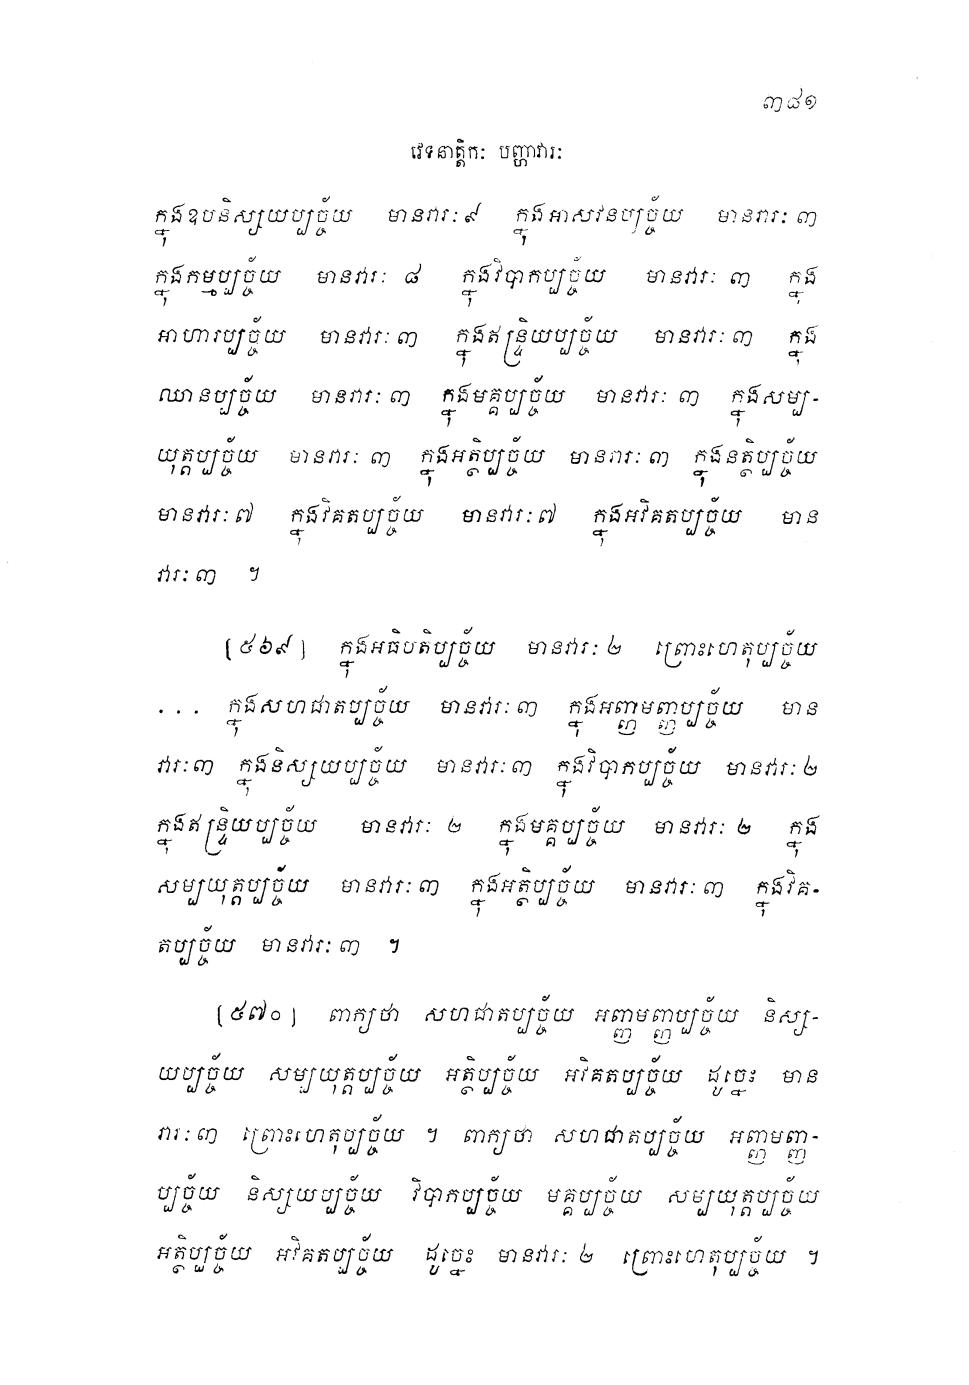 ៣៨១
វេទនាត្តិកៈ បញ្ហាវារៈ
ក្នុងឧបនិស្សយប្បច្ច័យ មានវារៈ ៩ ក្នុងអាសេវនប្បច្ច័យ មានវារៈ ៣
ក្នុងកម្មប្បច្ច័យ មានវារៈ ៨ ក្នុងវិបាកប្បច្ច័យ មានវារៈ ៣ ក្នុង
អាហារប្បច្ច័យ មានវារៈ ៣ ក្នុងឥន្ទ្រិយប្បច្ច័យ មានវារៈ ៣ ក្នុង
ឈានប្បច្ច័យ មានវារៈ ៣ ក្នុងមគ្គប្បច្ច័យ មានវារៈ ៣ ក្នុងសម្ប-
យុត្តប្បច្ច័យ មានវារៈ ៣ ក្នុងអត្ថិប្បច្ច័យ មានវារៈ ៣ ក្នុងនត្ថិប្បច្ច័យ
មានវារៈ ៧ ក្នុងវិគតប្បច្ច័យ មានវារៈ ៧ ក្នុងអវិគតប្បច្ច័យ មាន
វារៈ ៣ ។
[៥៦៩] ក្នុងអធិបតិប្បច្ច័យ មានវារៈ ២ ព្រោះហេតុប្បច្ច័យ
... ក្នុងសហជាតប្បច្ច័យ មានវារៈ ៣ ក្នុងអញ្ញមញ្ញប្បច្ច័យ មាន
វារៈ ៣ ក្នុងនិស្សយប្បច្ច័យ មានវារៈ ៣ ក្នុងវិបាកប្បច្ច័យ មានវារៈ ២
ក្នុងឥន្ទ្រិយប្បច្ច័យ មានវារៈ ២ ក្នុងមគ្គប្បច្ច័យ មានវារៈ ២ ក្នុង
សម្បយុត្តប្បច្ច័យ មានវារៈ ៣ ក្នុងអត្ថិប្បច្ច័យ មានវារៈ ៣ ក្នុងវិគ-
តប្បច្ច័យ មានវារៈ ៣ ។
[៥៧០] ពាក្យថា សហជាតប្បច្ច័យ អញ្ញមញ្ញប្បច្ច័យ និស្ស-
យប្បច្ច័យ សម្បយុត្តប្បច្ច័យ អត្ថិប្បច្ច័យ អវិគតប្បច្ច័យ ដូច្នេះ មាន
វារៈ ៣ ព្រោះហេតុប្បច្ច័យ ។ ពាក្យថា សហជាតប្បច្ច័យ អញ្ញមញ្ញ-
ប្បច្ច័យ និស្សយប្បច្ច័យ វិបាកប្បច្ច័យ មគ្គប្បច្ច័យ សម្បយុត្តប្បច្ច័យ
អត្ថិប្បច្ច័យ អវិគតប្បច្ច័យ ដូច្នេះ មានវារៈ ២ ព្រោះហេតុប្បច្ច័យ ។